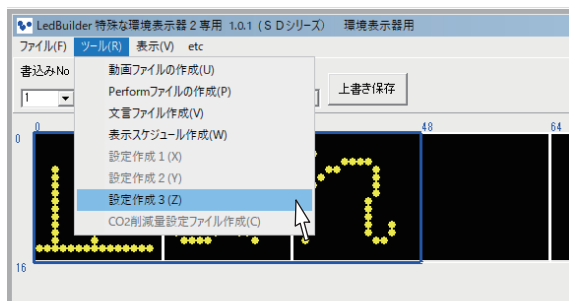 LedBuilder 特殊な環境表示器２専用 1.0.1 (ＳＤシリーズ) 環境表示器用
ファイル(F) ツール(R) 表示(V) etc
書込みNo
1
上書き保存
動画ファイルの作成(U)
Performファイルの作成(P)
文言ファイル作成(V)
表示スケジュール作成(W)
設定作成１(X)
設定作成２(Y)
設定作成３(Z)
CO2削減量設定ファイル作成(C)
0 48 64
0
16